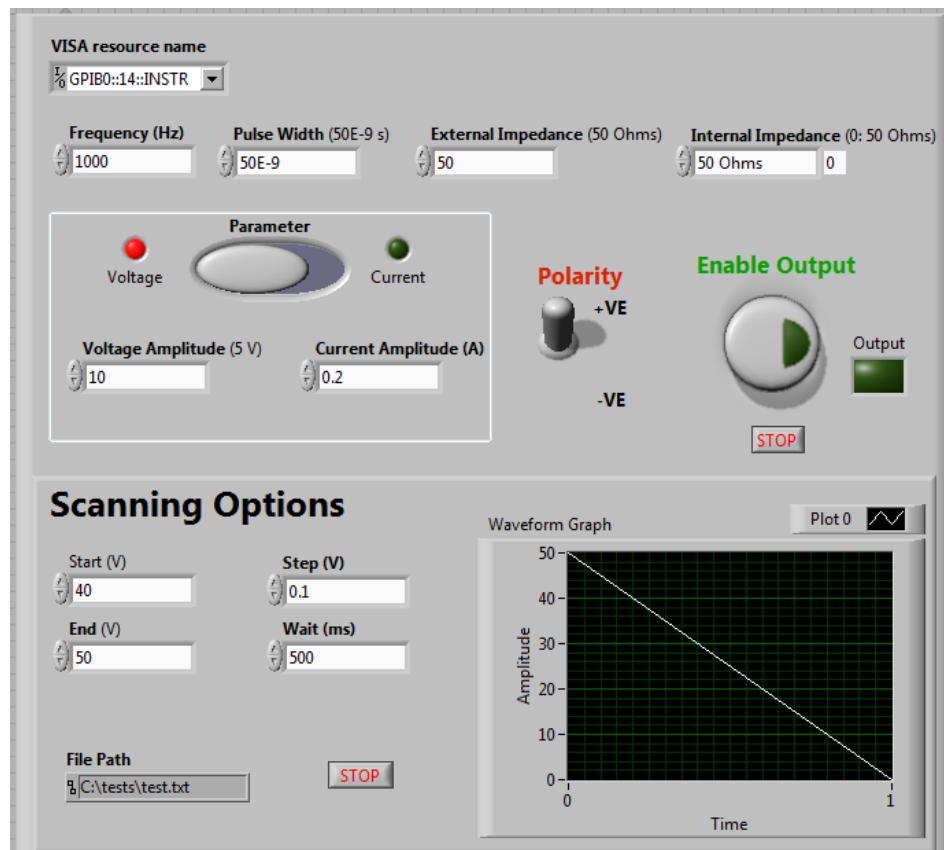 VISA resource name
GPIB0::14::INSTR
Frequency (Hz) Pulse Width (50E-9 s) External Impedance (50 Ohms) Internal Impedance (0: 50 Ohms)
1000 50E-9 50 50 Ohms 0
Parameter
Voltage Current
Voltage Amplitude (5 V) Current Amplitude (A)
10 0.2
Polarity
+VE
-VE
Enable Output
Output
STOP
Scanning Options
Start (V) Step (V)
40 0.1
End (V) Wait (ms)
50 500
File Path
C:\tests\test.txt
STOP
Waveform Graph Plot 0
50
40
30
20
10
0
Amplitude
0 1
Time